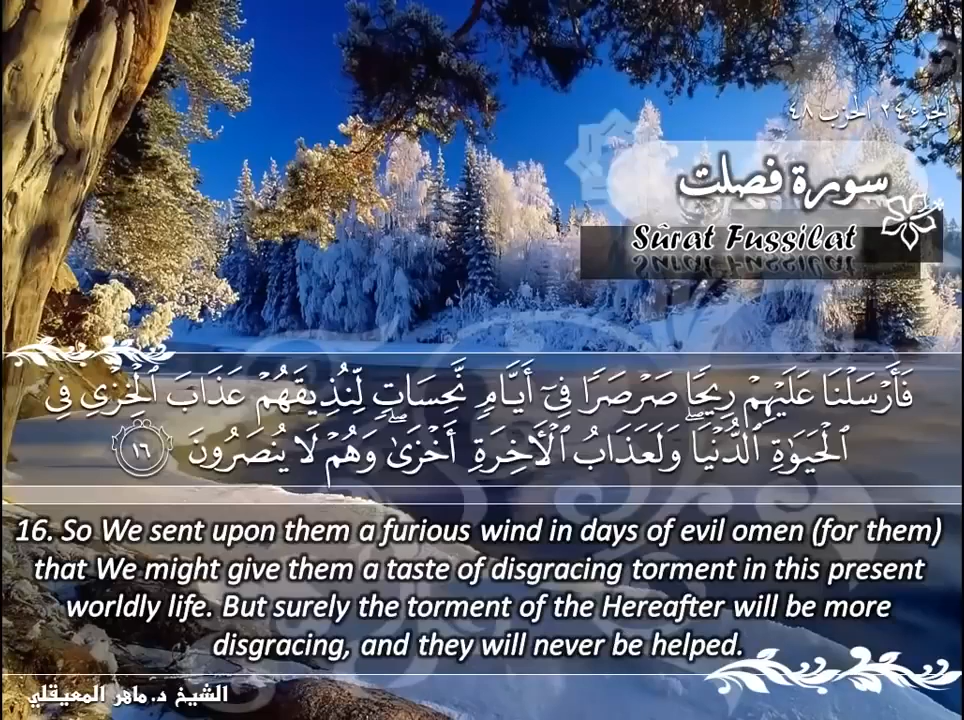 الجزء ٢٤ الحزب ٤٨
سورة فصلت
Sûrat Fussilat
فَأَرْسَلْنَا عَلَيْهِمْ رِيحًا صَرْصَرًا فِىٓ أَيَّامٍ نَّحِسَاتٍ لِّنُذِيقَهُمْ عَذَابَ ٱلْخِزْىِ فِى
ٱلْحَيَوٰةِ ٱلدُّنْيَا ۖ وَلَعَذَابُ ٱلْأَخِرَةِ أَخْزَىٰ ۖ وَهُمْ لَا يُنصَرُونَ ١٦
16. So We sent upon them a furious wind in days of evil omen (for them)
that We might give them a taste of disgracing torment in this present
worldly life. But surely the torment of the Hereafter will be more
disgracing, and they will never be helped.
الشيخ د. ماهر المعيقلي